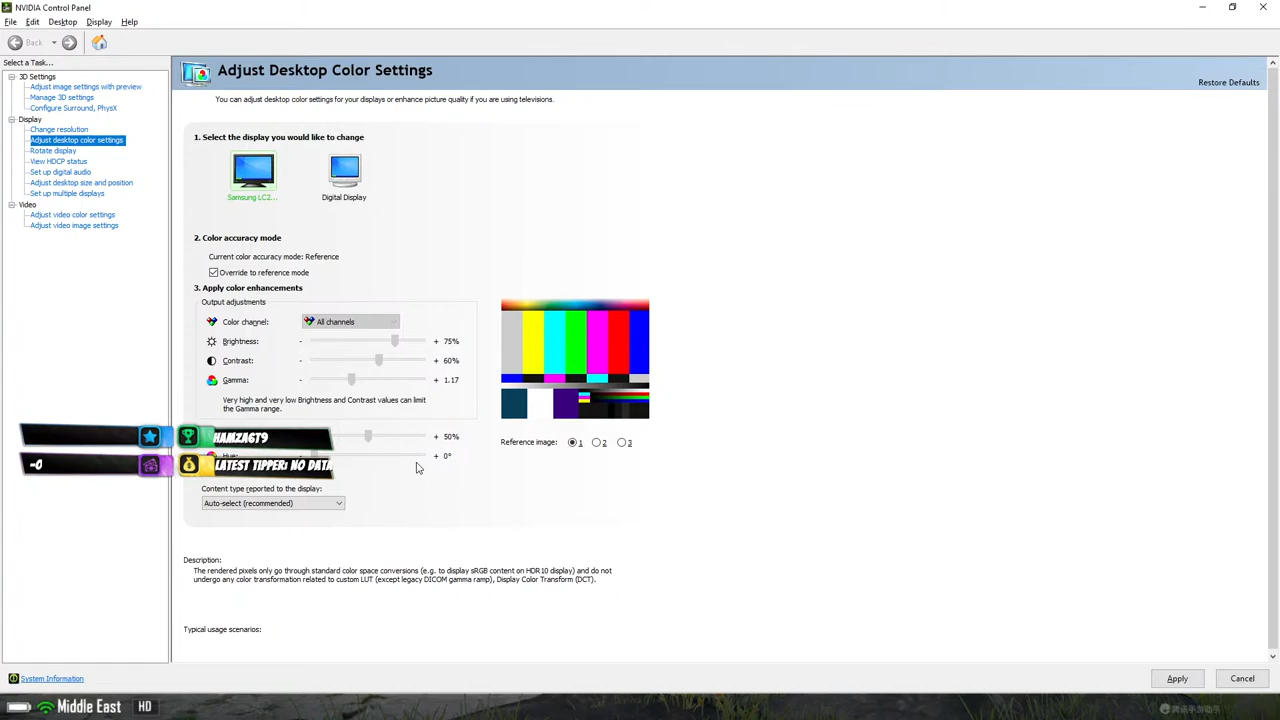 NVIDIA Control Panel
File Edit Desktop Display Help
Back
Select a Task...
3D Settings
Adjust image settings with preview
Manage 3D settings
Configure Surround, PhysX
Display
Change resolution
Adjust desktop color settings
Rotate display
View HDCP status
Set up digital audio
Adjust desktop size and position
Set up multiple displays
Video
Adjust video color settings
Adjust video image settings
System Information
Adjust Desktop Color Settings
Restore Defaults
You can adjust desktop color settings for your displays or enhance picture quality if you are using televisions.
1. Select the display you would like to change
Samsung LC2... Digital Display
2. Color accuracy mode
Current color accuracy mode: Reference
Override to reference mode
3. Apply color enhancements
Output adjustments
Color channel: All channels
Brightness: - + 75%
Contrast: - + 60%
Gamma: - + 1.17
Very high and very low Brightness and Contrast values can limit
the Gamma range.
+ 50%
Hue: + 0°
Reference image: 1 2 3
HAMZA6T9
-0 LATEST TIPPER: NO DATA
Content type reported to the display:
Auto-select (recommended)
Description:
The rendered pixels only go through standard color space conversions (e.g. to display sRGB content on HDR10 display) and do not
undergo any color transformation related to custom LUT (except legacy DICOM gamma ramp), Display Color Transform (DCT).
Typical usage scenarios:
Apply Cancel
Middle East HD
腾讯手游助手